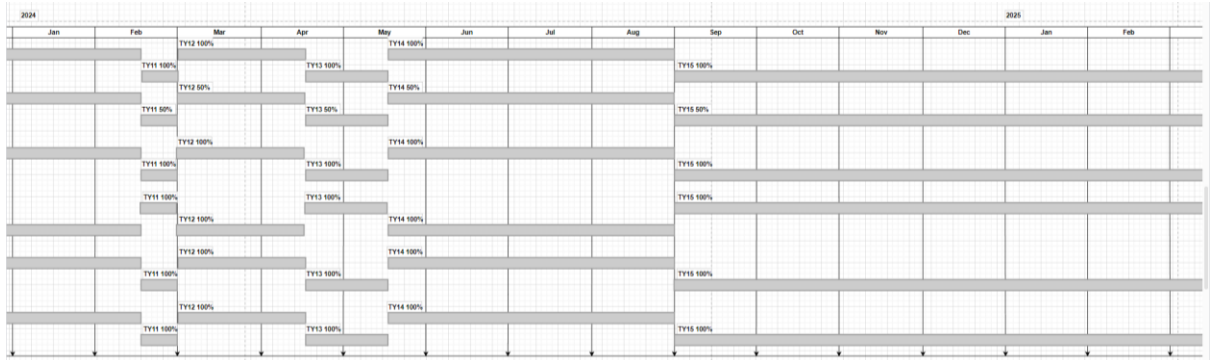 2024 2025
Jan Feb Mar Apr May Jun Jul Aug Sep Oct Nov Dec Jan Feb
TY12 100% TY14 100%
TY11 100% TY13 100% TY15 100%
TY12 50% TY14 50%
TY11 50% TY13 50% TY15 50%
TY12 100% TY14 100%
TY11 100% TY13 100% TY15 100%
TY11 100% TY13 100% TY15 100%
TY12 100% TY14 100%
TY12 100% TY14 100%
TY11 100% TY13 100% TY15 100%
TY12 100% TY14 100%
TY11 100% TY13 100% TY15 100%